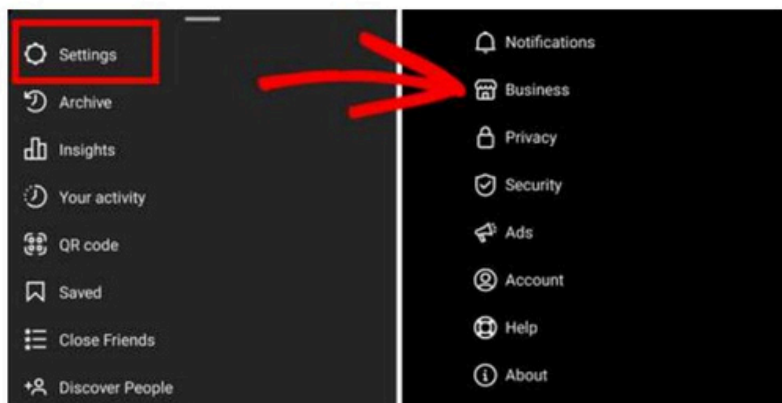 Settings
Archive
Insights
Your activity
QR code
Saved
Close Friends
Discover People
Notifications
Business
Privacy
Security
Ads
Account
Help
About